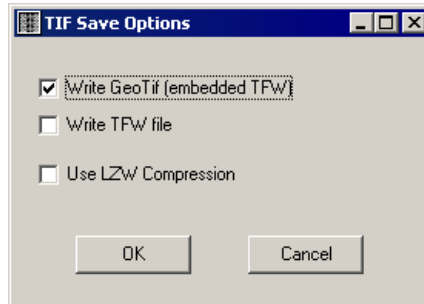 TIF Save Options
Write GeoTif (embedded TFW)
Write TFW file
Use LZW Compression
OK Cancel